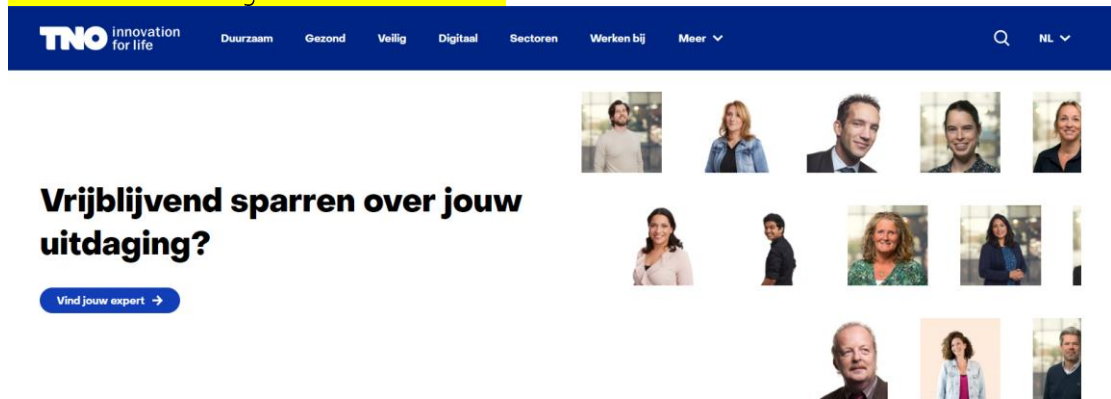 TNO innovation
for life
Duurzaam Gezond Veilig Digitaal Sectoren Werken bij Meer NL
Vrijblijvend sparren over jouw
uitdaging?
Vind jouw expert →